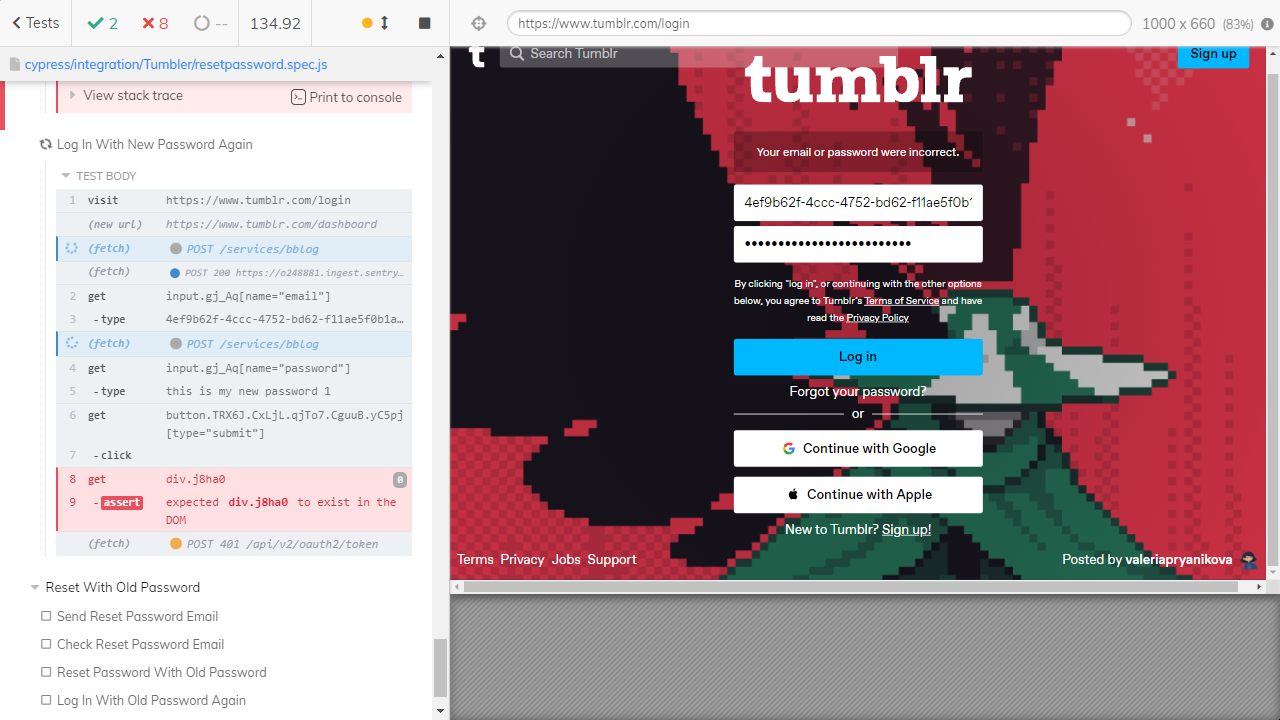 Tests
2
8
--
134.92
https://www.tumblr.com/login
1000 x 660 (83%)
cypress/integration/Tumbler/resetpassword.spec.js
View stack trace
Print to console
Log In With New Password Again
TEST BODY
1 visit https://www.tumblr.com/login
(new url) https://www.tumblr.com/dashboard
(fetch) POST /services/bblog
(fetch) POST 200 https://o248881.ingest.sentry…
2 get input.gj_Aq[name="email"]
3 - type 4ef9b62f-4ccc-4752-bd62-f11ae5f0b1a…
(fetch) POST /services/bblog
4 get input.gj_Aq[name="password"]
5 - type this is my new password 1
6 get button.TRX6J.CxLjL.qjTo7.CguuB.yC5pj
[type="submit"]
7 - click
8 get div.j8ha0 0
9 assert expected div.j8ha0 to exist in the
DOM
(fetch) POST 401 /api/v2/oauth2/token
Reset With Old Password
Send Reset Password Email
Check Reset Password Email
Reset Password With Old Password
Log In With Old Password Again
t
Search Tumblr
Sign up
tumblr
Your email or password were incorrect.
4ef9b62f-4ccc-4752-bd62-f11ae5f0b1
••••••••••••••••••••••••
By clicking "log in", or continuing with the other options
below, you agree to Tumblr's Terms of Service and have
read the Privacy Policy
Log in
Forgot your password?
or
Continue with Google
Continue with Apple
New to Tumblr? Sign up!
Terms Privacy Jobs Support
Posted by valeriapryanikova